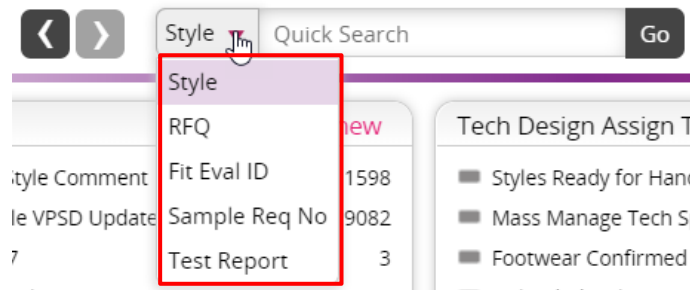 Style Quick Search Go
Style
RFQ
Fit Eval ID
Sample Req No
Test Report
new
Style Comment 1598
VPSD Update 9082
7 3
Tech Design Assign
Styles Ready for
Mass Manage Tech
Footwear Confirmed